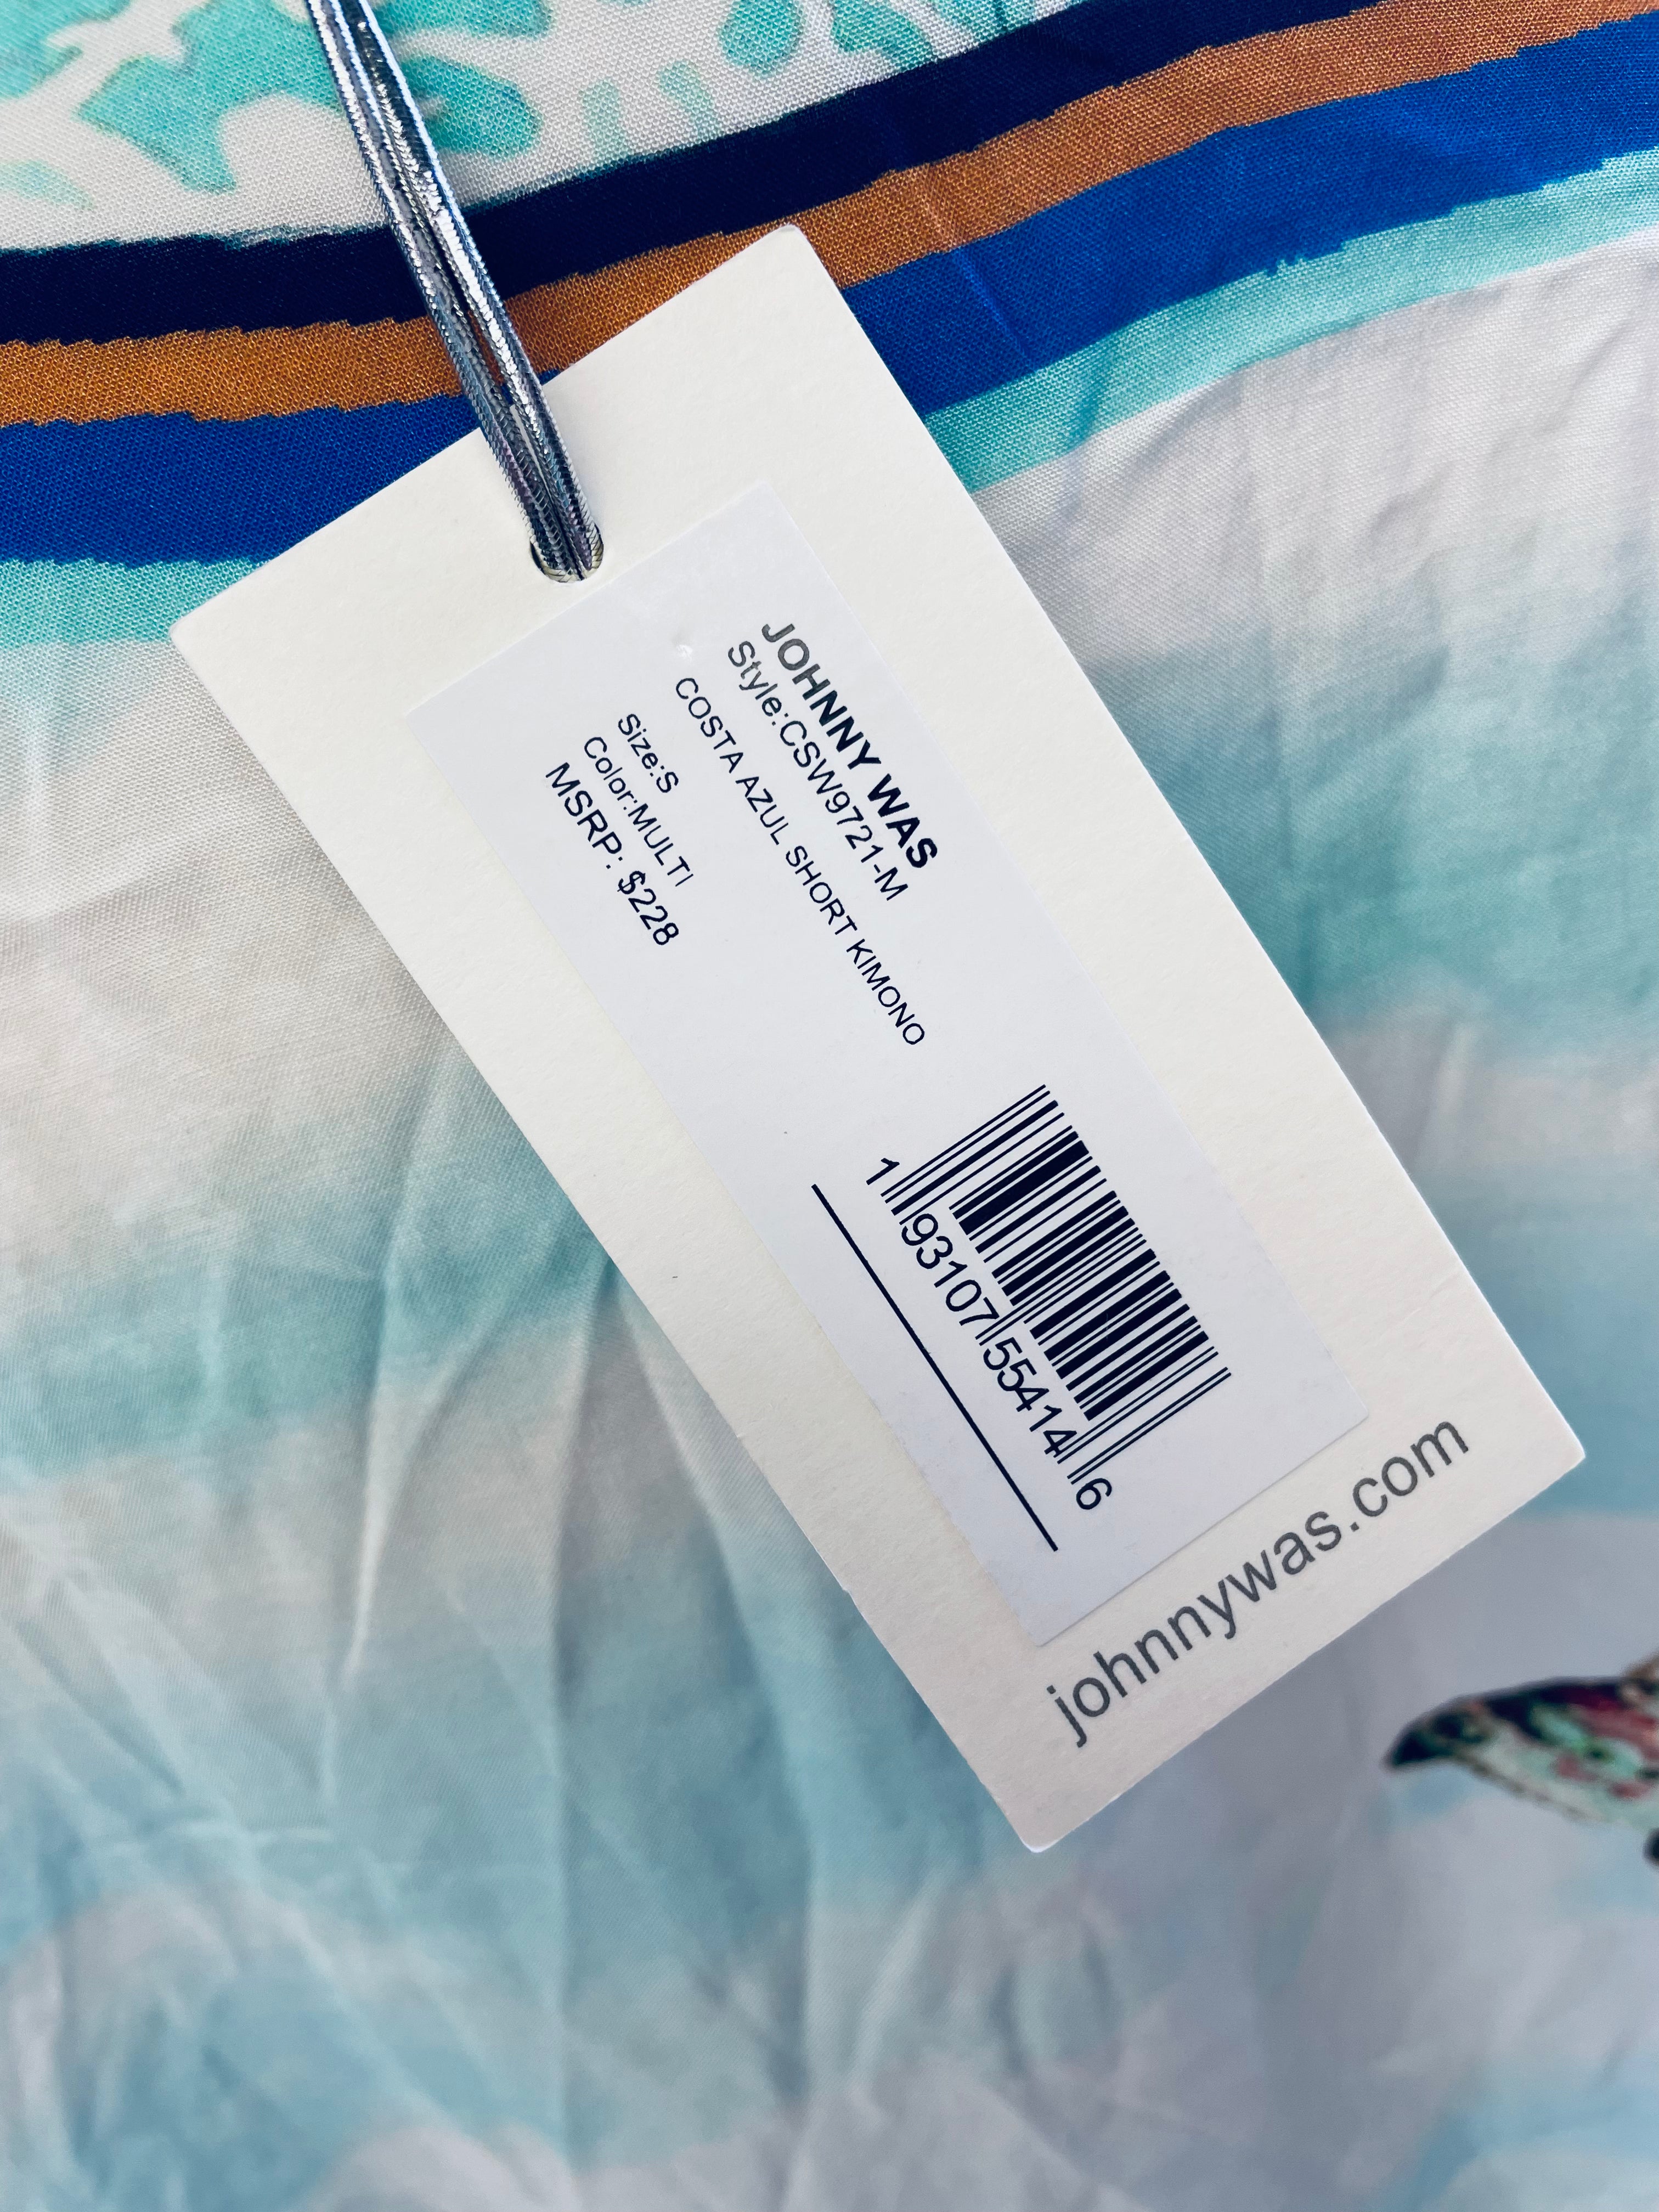 JOHNNY WAS
Style:CSW9721-M
COSTA AZUL SHORT KIMONO
Size:S
Color:MULTI
MSRP: $228
1 93107 55414 6
johnnywas.com